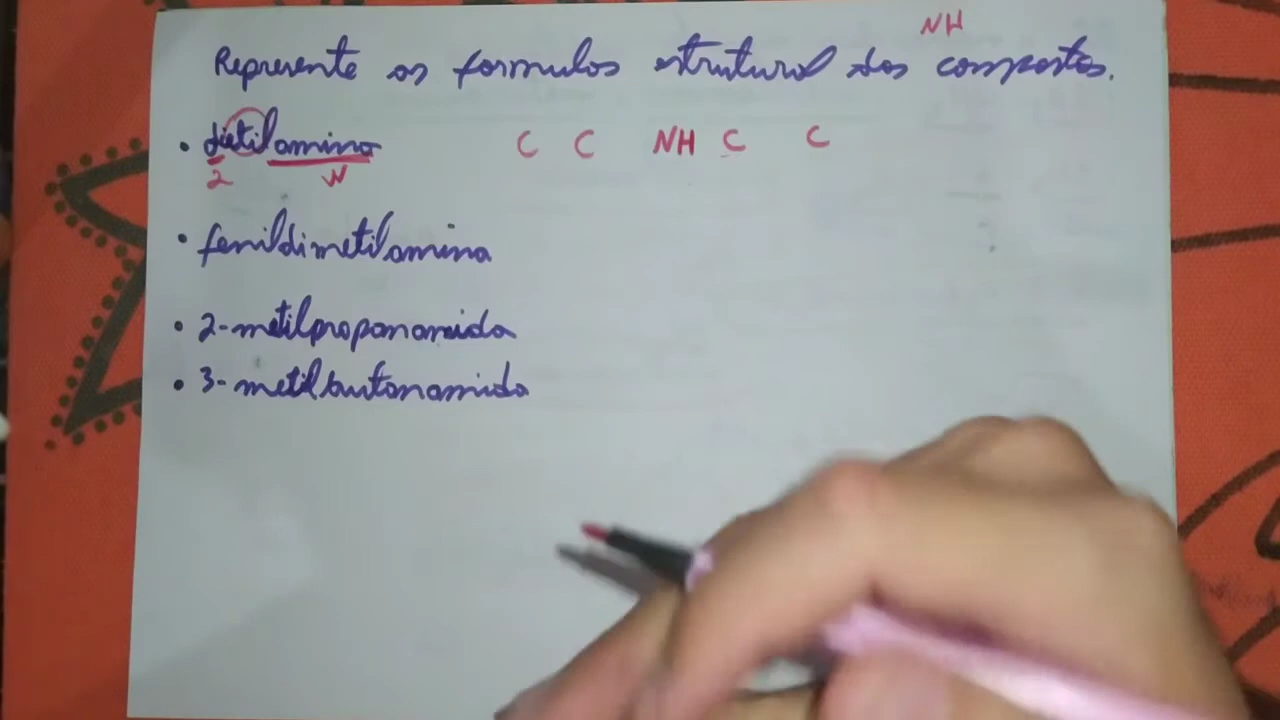 NH
Represente as formulas estrutural dos compostos.
• dietilamina C C NH C C
2 N
• fenildimetilamina
• 2-metilpropanamida
• 3-metilbutanamida